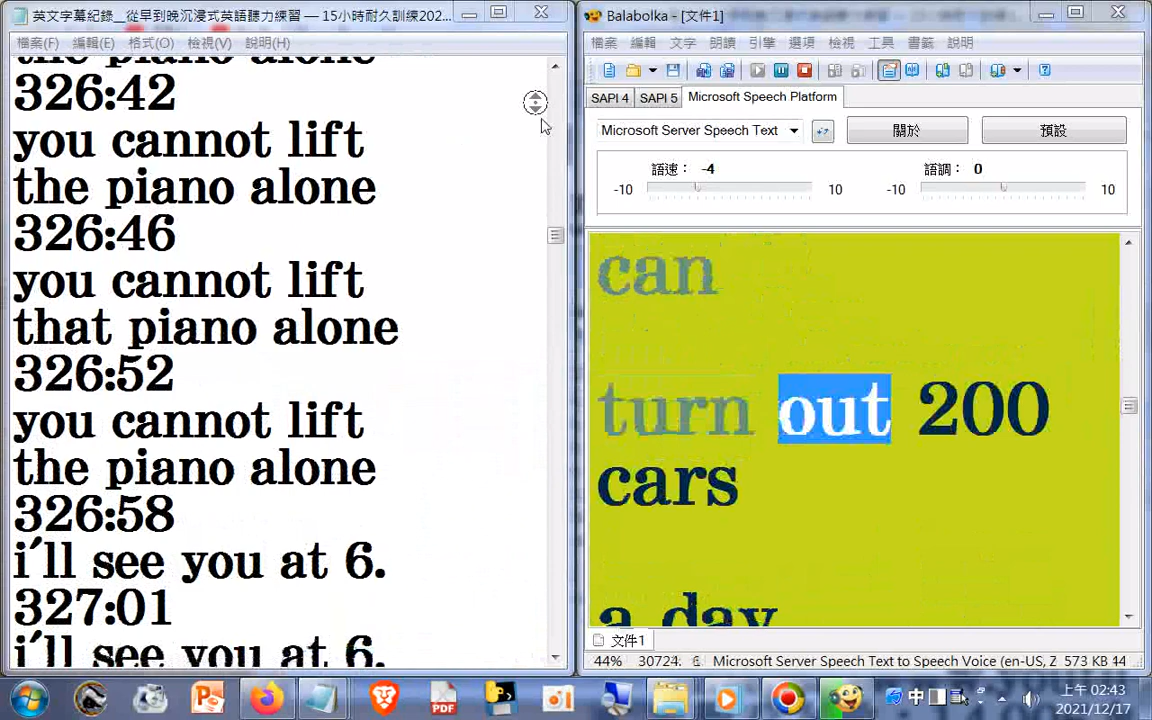 英文字幕紀錄__從早到晚沉浸式英語聽力練習 — 15小時耐久訓練202...
檔案(F) 編輯(E) 格式(O) 檢視(V) 說明(H)
the piano alone
326:42
you cannot lift
the piano alone
326:46
you cannot lift
that piano alone
326:52
you cannot lift
the piano alone
326:58
i'll see you at 6.
327:01
i'll see you at 6.
Balabolka - [文件1]
檔案 編輯 文字 朗讀 引擎 選項 檢視 工具 書籤 說明
SAPI 4 SAPI 5 Microsoft Speech Platform
Microsoft Server Speech Text 關於 預設
語速: -4 語調: 0
-10 10 -10 10
can
turn out 200
cars
a day
文件1
44% 30724: E. Microsoft Server Speech Text to Speech Voice (en-US, Z 573 KB 44
PDF
中
上午 02:43
2021/12/17